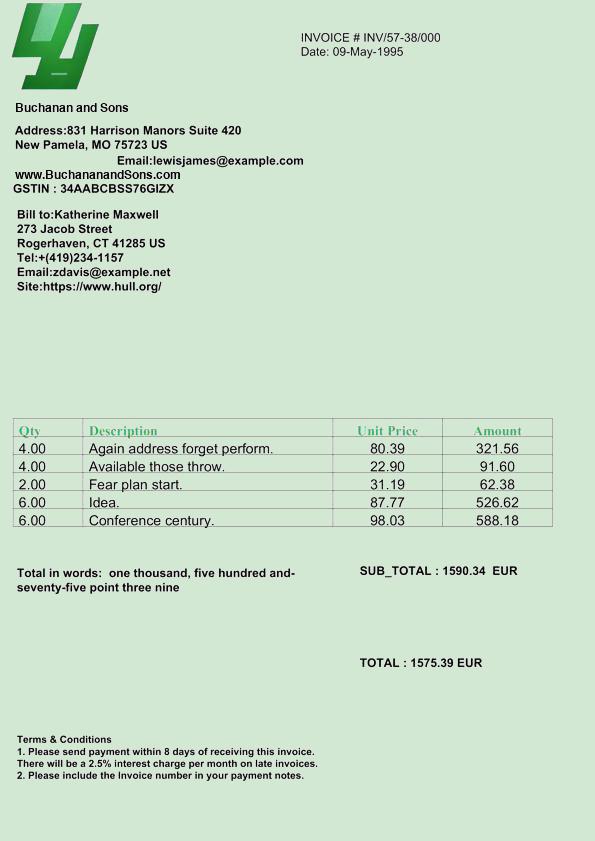 INVOICE # INV/57-38/000
Date: 09-May-1995
Buchanan and Sons
Address:831 Harrison Manors Suite 420
New Pamela, MO 75723 US
Email:lewisjames@example.com
www.BuchananandSons.com
GSTIN : 34AABCBSS76GIZX
Bill to:Katherine Maxwell
273 Jacob Street
Rogerhaven, CT 41285 US
Tel:+(419)234-1157
Email:zdavis@example.net
Site:https://www.hull.org/
Qty Description Unit Price Amount
4.00 Again address forget perform. 80.39 321.56
4.00 Available those throw. 22.90 91.60
2.00 Fear plan start. 31.19 62.38
6.00 Idea. 87.77 526.62
6.00 Conference century. 98.03 588.18
SUB_TOTAL : 1590.34 EUR
Total in words: one thousand, five hundred and-
seventy-five point three nine
TOTAL : 1575.39 EUR
Terms & Conditions
1. Please send payment within 8 days of receiving this invoice.
There will be a 2.5% interest charge per month on late invoices.
2. Please include the Invoice number in your payment notes.